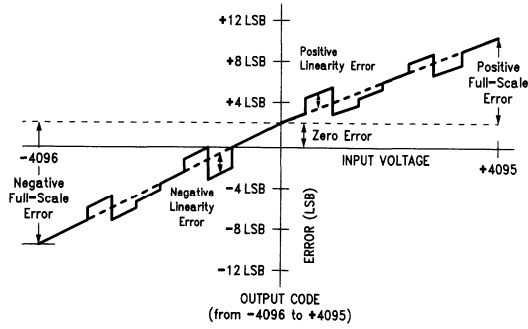 +12 LSB
+8 LSB
Positive
Linearity Error
Positive
Full-Scale
Error
+4 LSB
Zero Error
-4096
INPUT VOLTAGE
+4095
Negative
Full-Scale
Error
Negative
Linearity
Error
-4 LSB
-8 LSB
-12 LSB
ERROR (LSB)
OUTPUT CODE
(from -4096 to +4095)